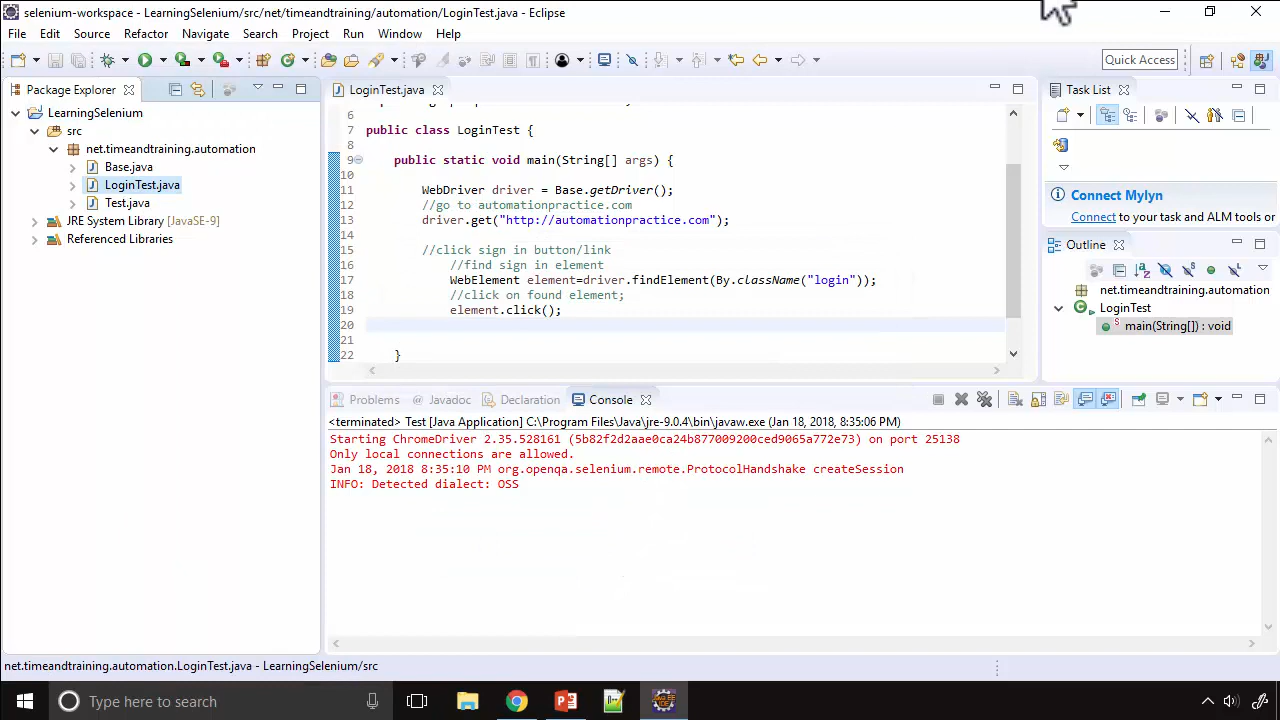 selenium-workspace - LearningSelenium/src/net/timeandtraining/automation/LoginTest.java - Eclipse
File Edit Source Refactor Navigate Search Project Run Window Help
Quick Access
Package Explorer
LearningSelenium
src
net.timeandtraining.automation
Base.java
LoginTest.java
Test.java
JRE System Library [JavaSE-9]
Referenced Libraries
LoginTest.java
6
7 public class LoginTest {
8
9 public static void main(String[] args) {
10
11 WebDriver driver = Base.getDriver();
12 //go to automationpractice.com
13 driver.get("http://automationpractice.com");
14
15 //click sign in button/link
16 //find sign in element
17 WebElement element=driver.findElement(By.className("login"));
18 //click on found element;
19 element.click();
20
21
22 }
Task List
Connect Mylyn
Connect to your task and ALM tools or
Outline
net.timeandtraining.automation
LoginTest
main(String[]) : void
Problems Javadoc Declaration Console
<terminated> Test [Java Application] C:\Program Files\Java\jre-9.0.4\bin\javaw.exe (Jan 18, 2018, 8:35:06 PM)
Starting ChromeDriver 2.35.528161 (5b82f2d2aae0ca24b877009200ced9065a772e73) on port 25138
Only local connections are allowed.
Jan 18, 2018 8:35:10 PM org.openqa.selenium.remote.ProtocolHandshake createSession
INFO: Detected dialect: OSS
net.timeandtraining.automation.LoginTest.java - LearningSelenium/src
Type here to search